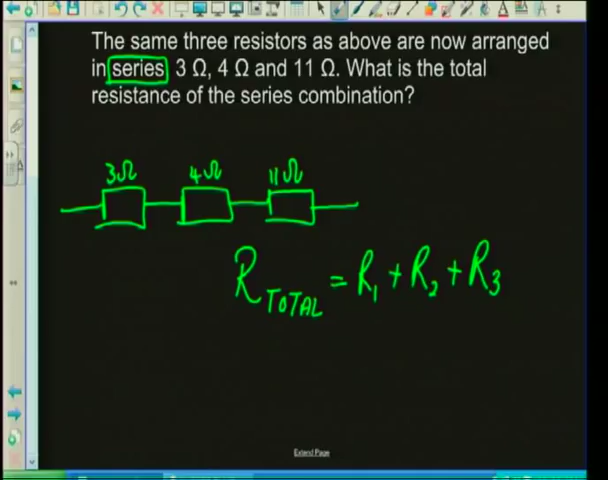 The same three resistors as above are now arranged
in series 3 Ω, 4 Ω and 11 Ω. What is the total
resistance of the series combination?
3Ω 4Ω 11Ω
R_TOTAL = R₁ + R₂ + R₃
Extend Page